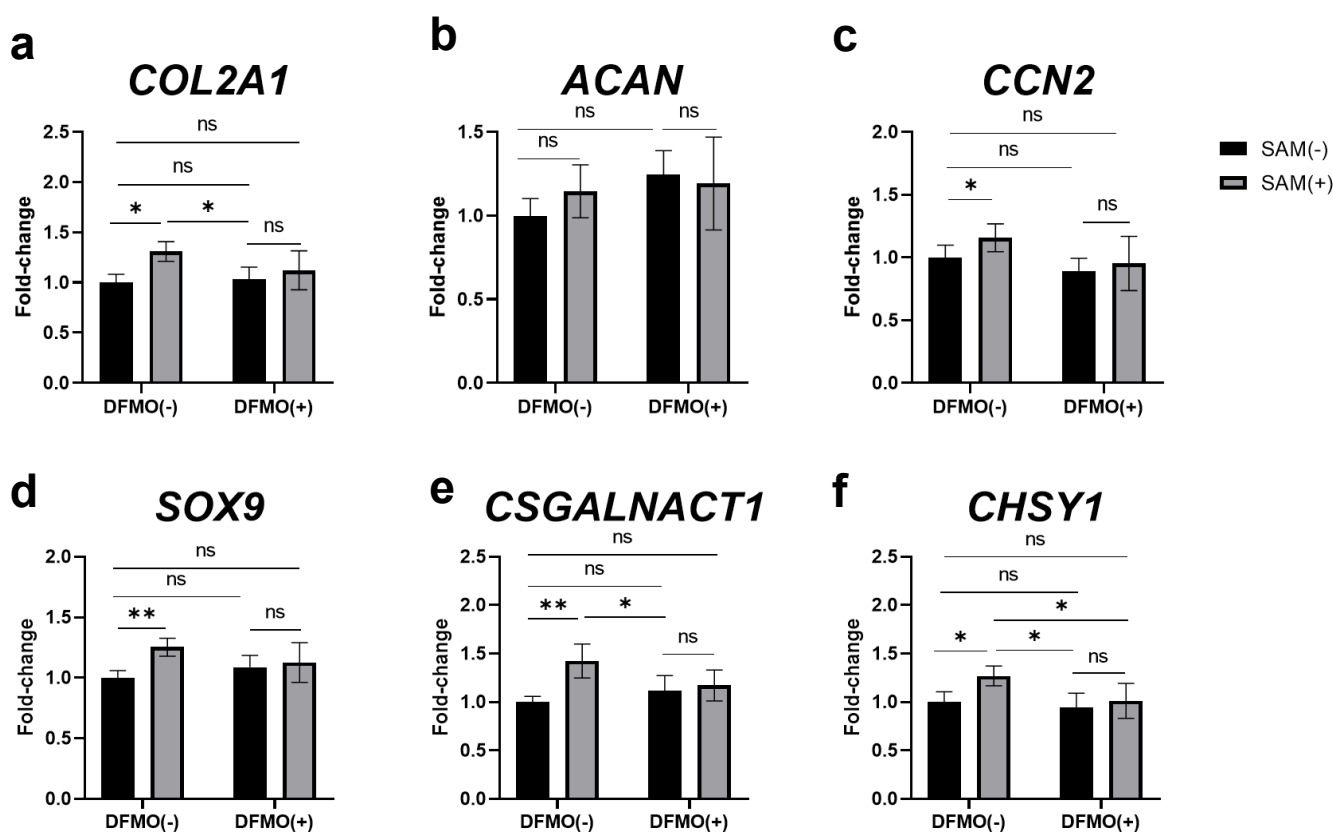 a
COL2A1
Fold-change
2.5
2.0
1.5
1.0
0.5
0.0
ns
ns
*
*
ns
DFMO(-)
DFMO(+)
b
ACAN
Fold-change
1.5
1.0
0.5
0.0
ns
ns
ns
DFMO(-)
DFMO(+)
c
CCN2
Fold-change
2.0
1.5
1.0
0.5
0.0
ns
ns
*
ns
DFMO(-)
DFMO(+)
SAM(-)
SAM(+)
d
SOX9
Fold-change
2.0
1.5
1.0
0.5
0.0
ns
ns
**
ns
DFMO(-)
DFMO(+)
e
CSGALNACT1
Fold-change
2.5
2.0
1.5
1.0
0.5
0.0
ns
ns
**
*
ns
DFMO(-)
DFMO(+)
f
CHSY1
Fold-change
2.5
2.0
1.5
1.0
0.5
0.0
ns
ns
*
*
*
ns
DFMO(-)
DFMO(+)